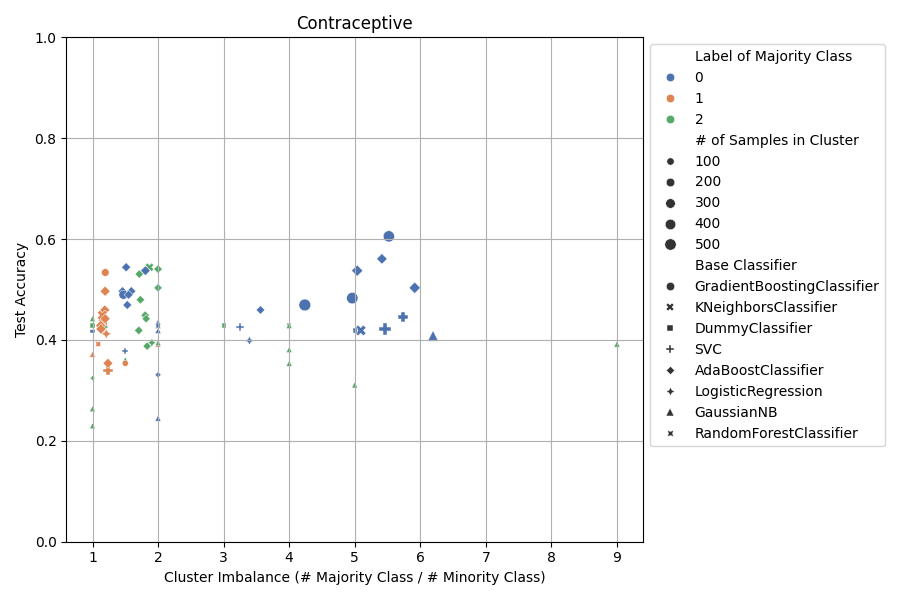 Contraceptive
1.0
0.8
0.6
0.4
0.2
0.0
Test Accuracy
1 2 3 4 5 6 7 8 9
Cluster Imbalance (# Majority Class / # Minority Class)
Label of Majority Class
0
1
2
# of Samples in Cluster
100
200
300
400
500
Base Classifier
GradientBoostingClassifier
KNeighborsClassifier
DummyClassifier
SVC
AdaBoostClassifier
LogisticRegression
GaussianNB
RandomForestClassifier